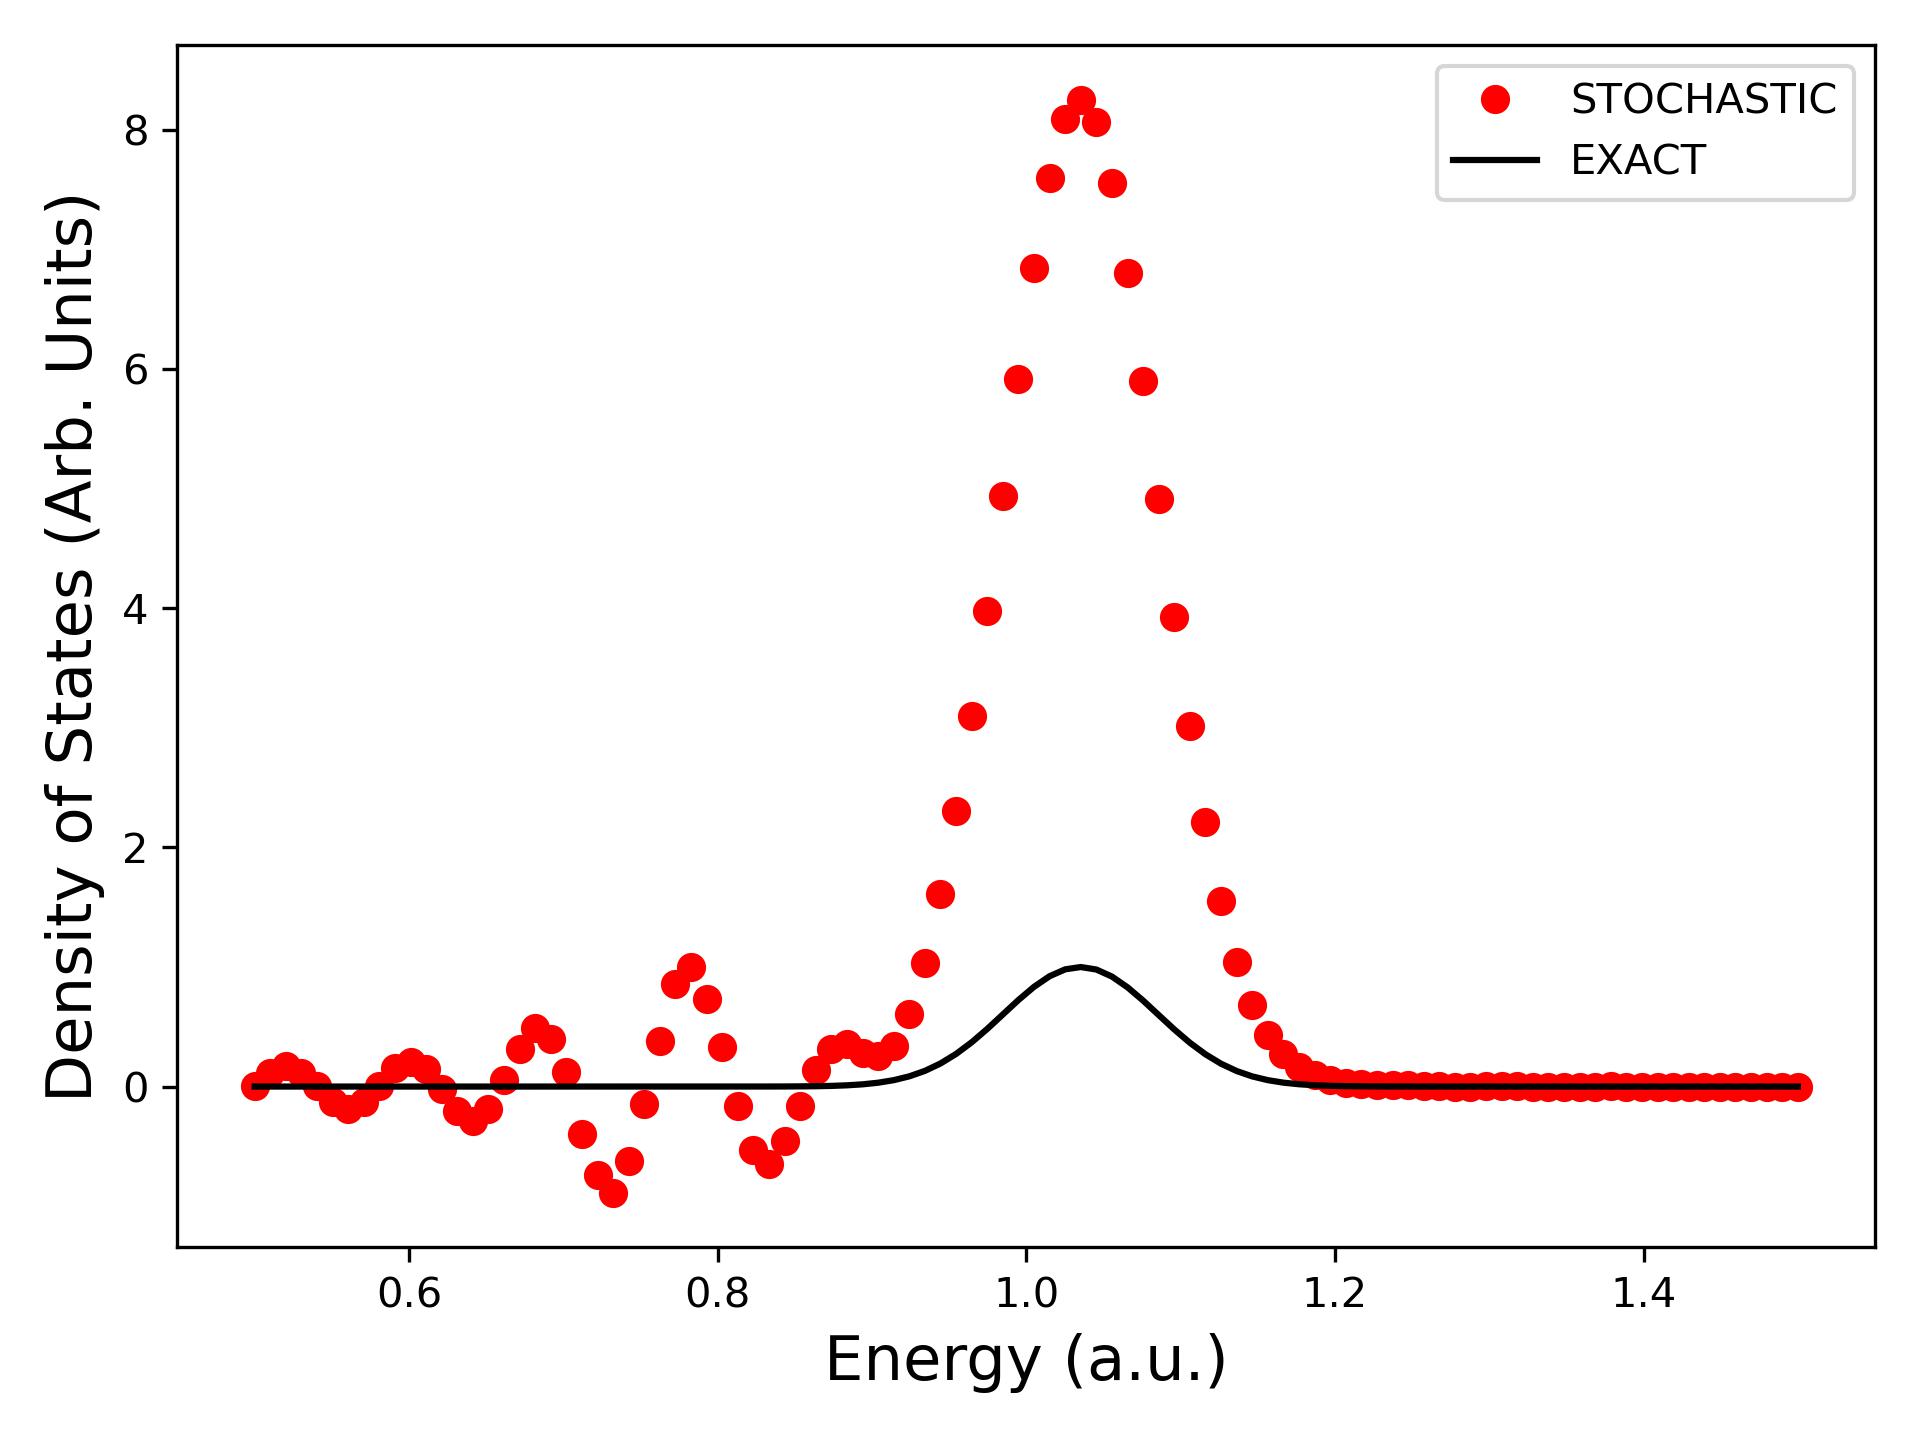 STOCHASTIC
EXACT
Density of States (Arb. Units)
8
6
4
2
0
0.6 0.8 1.0 1.2 1.4
Energy (a.u.)